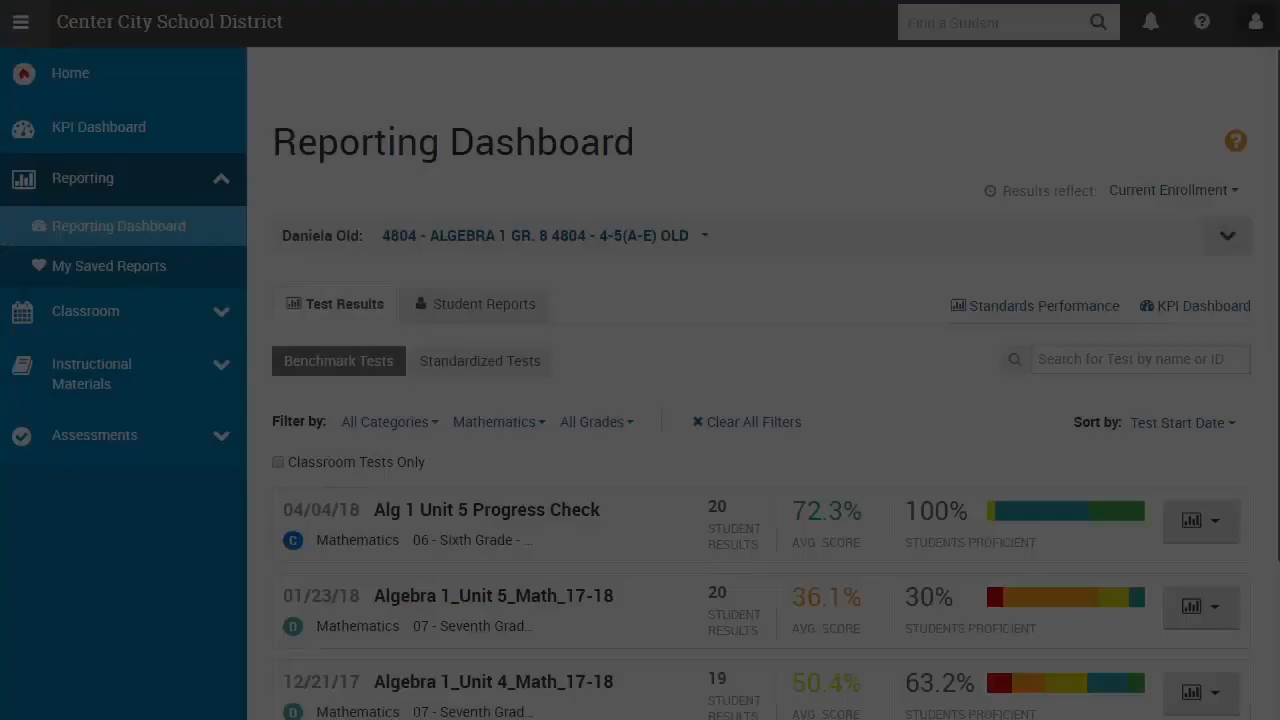 Center City School District
Find a Student
Home
KPI Dashboard
Reporting
Reporting Dashboard
My Saved Reports
Classroom
Instructional
Materials
Assessments
Reporting Dashboard
Results reflect: Current Enrollment
Daniela Old: 4804 - ALGEBRA 1 GR. 8 4804 - 4-5(A-E) OLD
Test Results Student Reports Standards Performance KPI Dashboard
Benchmark Tests Standardized Tests Search for Test by name or ID
Filter by: All Categories Mathematics All Grades Clear All Filters Sort by: Test Start Date
Classroom Tests Only
04/04/18 Alg 1 Unit 5 Progress Check 20 72.3% 100%
C Mathematics 06 - Sixth Grade - ... STUDENT RESULTS AVG. SCORE STUDENTS PROFICIENT
01/23/18 Algebra 1_Unit 5_Math_17-18 20 36.1% 30%
D Mathematics 07 - Seventh Grad... STUDENT RESULTS AVG. SCORE STUDENTS PROFICIENT
12/21/17 Algebra 1_Unit 4_Math_17-18 19 50.4% 63.2%
D Mathematics 07 - Seventh Grad... STUDENT RESULTS AVG. SCORE STUDENTS PROFICIENT